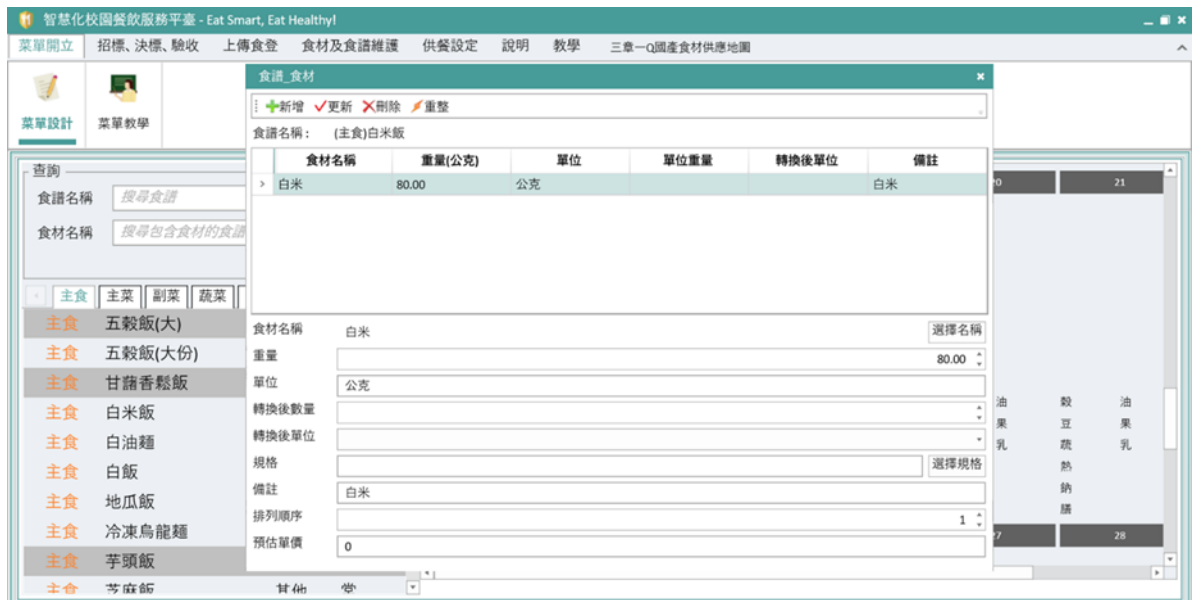 智慧化校園餐飲服務平臺 - Eat Smart, Eat Healthy!
菜單開立 招標、決標、驗收 上傳食登 食材及食譜維護 供餐設定 說明 教學 三章一Q國產食材供應地圖
菜單設計 菜單教學
查詢
食譜名稱 搜尋食譜
食材名稱 搜尋包含食材的食譜
主食 主菜 副菜 蔬菜
主食 五穀飯(大)
主食 五穀飯(大份)
主食 甘藷香鬆飯
主食 白米飯
主食 白油麵
主食 白飯
主食 地瓜飯
主食 冷凍烏龍麵
主食 芋頭飯
主食 芝麻飯 其他 堂
食譜_食材
新增 更新 刪除 重整
食譜名稱： (主食)白米飯
食材名稱 重量(公克) 單位 單位重量 轉換後單位 備註
白米 80.00 公克 白米
食材名稱 白米 選擇名稱
重量 80.00
單位 公克
轉換後數量
轉換後單位
規格 選擇規格
備註 白米
排列順序 1
預估單價 0
20 21
油 穀 油
果 豆 果
乳 蔬 乳
熱
鈉
膳
27 28